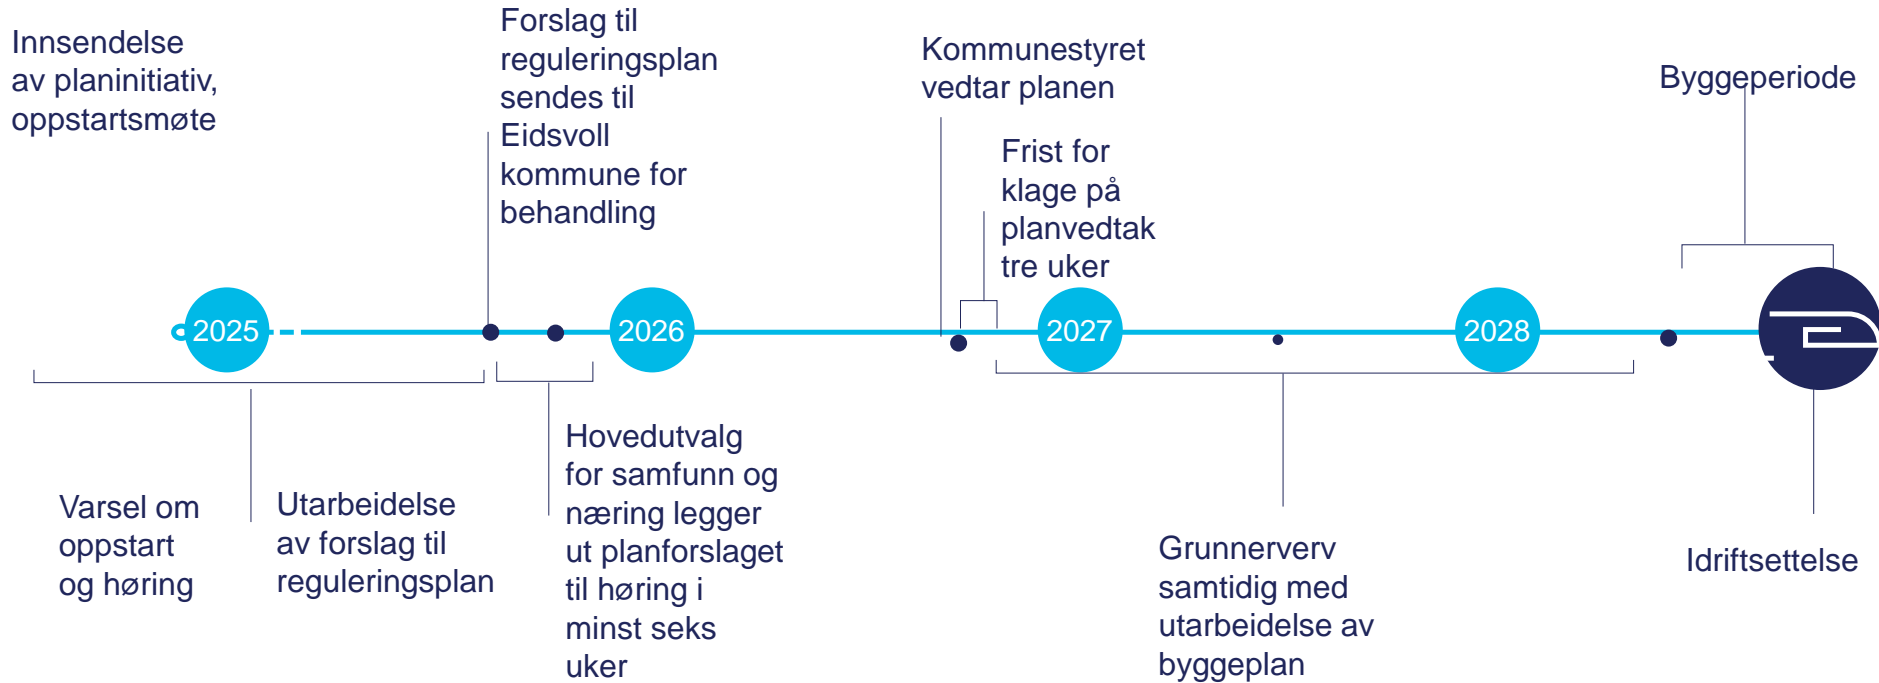 Innsendelse
av planinitiativ,
oppstartsmøte
Forslag til
reguleringsplan
sendes til
Eidsvoll
kommune for
behandling
Kommunestyret
vedtar planen
Frist for
klage på
planvedtak
tre uker
Byggeperiode
2025
2026
2027
2028
Varsel om
oppstart
og høring
Utarbeidelse
av forslag til
reguleringsplan
Hovedutvalg
for samfunn og
næring legger
ut planforslaget
til høring i
minst seks
uker
Grunnerverv
samtidig med
utarbeidelse av
byggeplan
Idriftsettelse